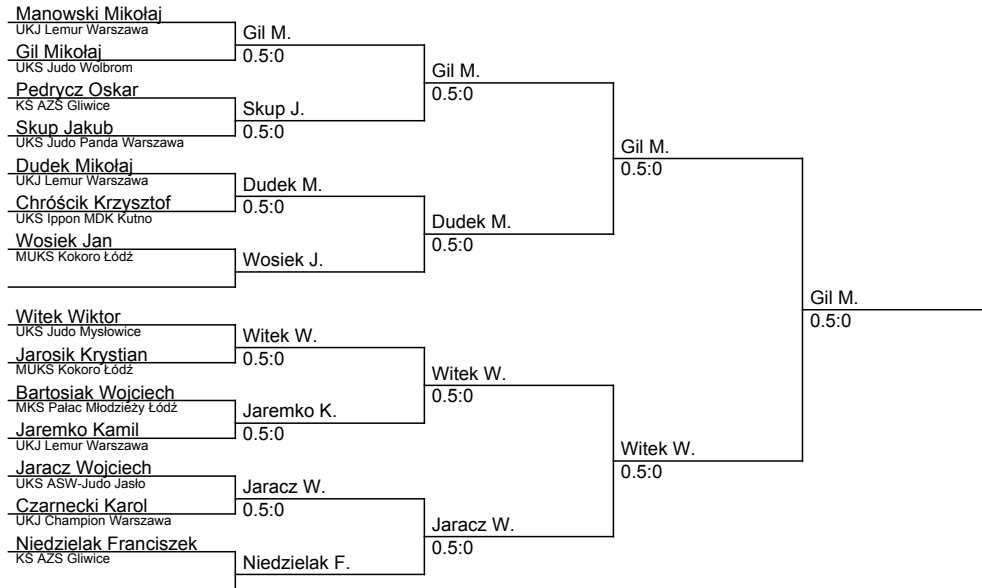 Manowski Mikołaj
UKJ Lemur Warszawa
Gil Mikołaj
UKS Judo Wolbrom
Pedrycz Oskar
KS AZS Gliwice
Skup Jakub
UKS Judo Panda Warszawa
Dudek Mikołaj
UKJ Lemur Warszawa
Chróścik Krzysztof
UKS Ippon MDK Kutno
Wosiek Jan
MUKS Kokoro Łódź
Witek Wiktor
UKS Judo Mysłowice
Jarosik Krystian
MUKS Kokoro Łódź
Bartosiak Wojciech
MKS Pałac Młodzieży Łódź
Jaremko Kamil
UKJ Lemur Warszawa
Jaracz Wojciech
UKS ASW-Judo Jasło
Czarnecki Karol
UKJ Champion Warszawa
Niedzielak Franciszek
KS AZS Gliwice
Gil M.
0.5:0
Skup J.
0.5:0
Dudek M.
0.5:0
Wosiek J.
Witek W.
0.5:0
Jaremko K.
0.5:0
Jaracz W.
0.5:0
Niedzielak F.
Gil M.
0.5:0
Dudek M.
0.5:0
Witek W.
0.5:0
Jaracz W.
0.5:0
Gil M.
0.5:0
Witek W.
0.5:0
Gil M.
0.5:0